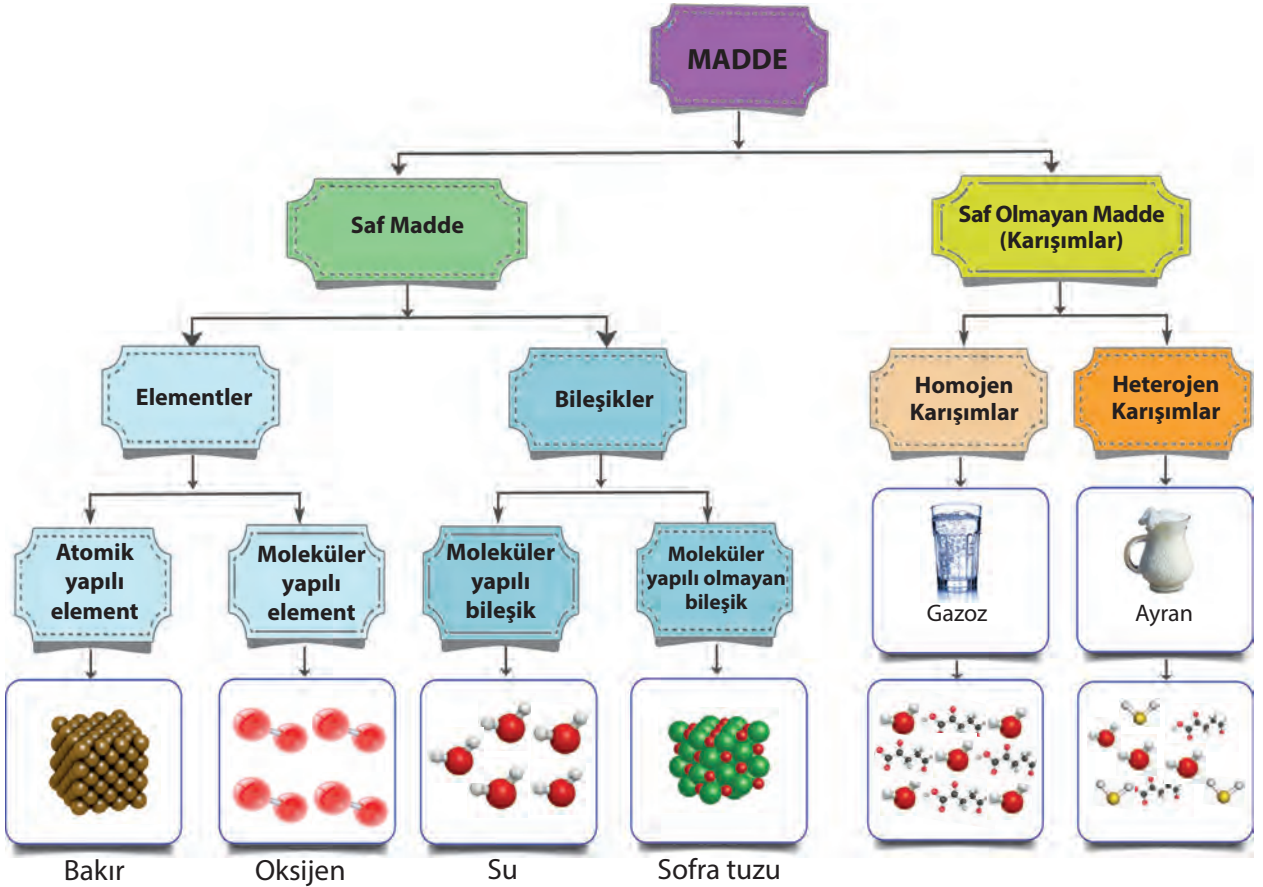 MADDE
Saf Madde
Saf Olmayan Madde
(Karışımlar)
Elementler
Bileşikler
Homojen
Karışımlar
Heterojen
Karışımlar
Atomik
yapılı
element
Moleküler
yapılı
element
Moleküler
yapılı
bileşik
Moleküler
yapılı olmayan
bileşik
Gazoz
Ayran
Bakır
Oksijen
Su
Sofra tuzu